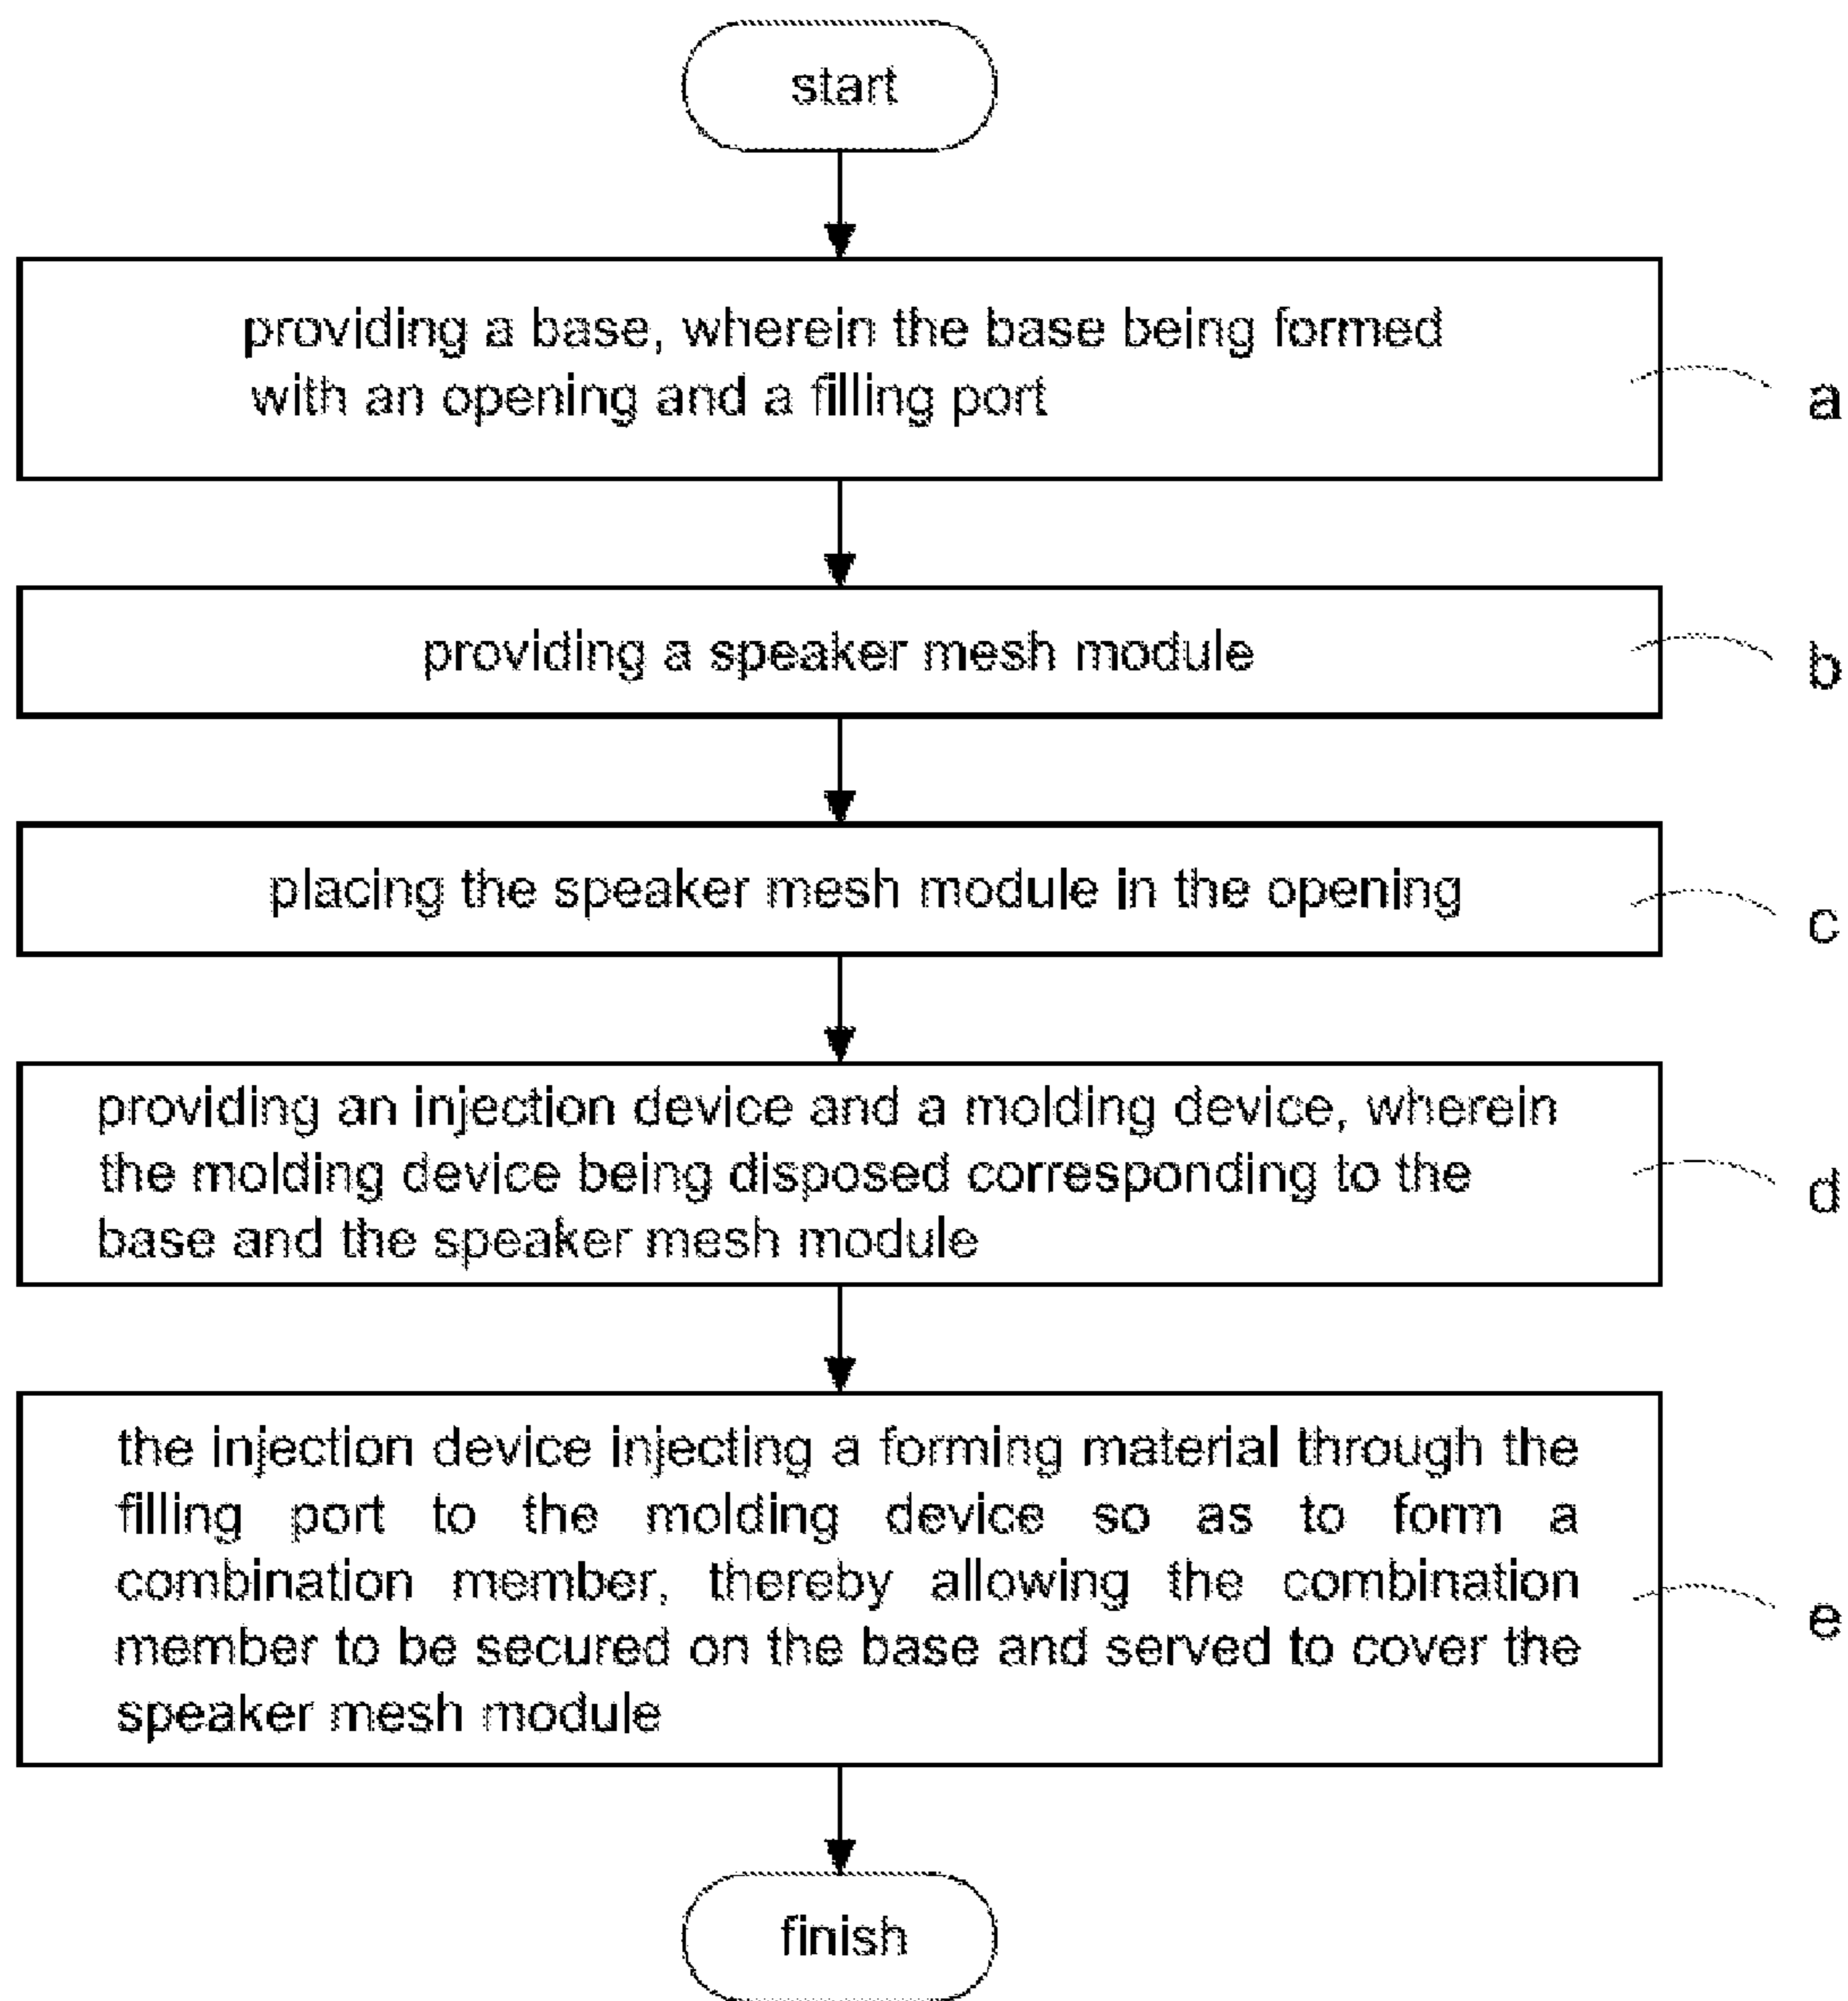 start
providing a base, wherein the base being formed
with an opening and a filling port
a
providing a speaker mesh module
b
placing the speaker mesh module in the opening
c
providing an injection device and a molding device, wherein
the molding device being disposed corresponding to the
base and the speaker mesh module
d
the injection device injecting a forming material through the
filling port to the molding device so as to form a
combination member, thereby allowing the combination
member to be secured on the base and served to cover the
speaker mesh module
e
finish